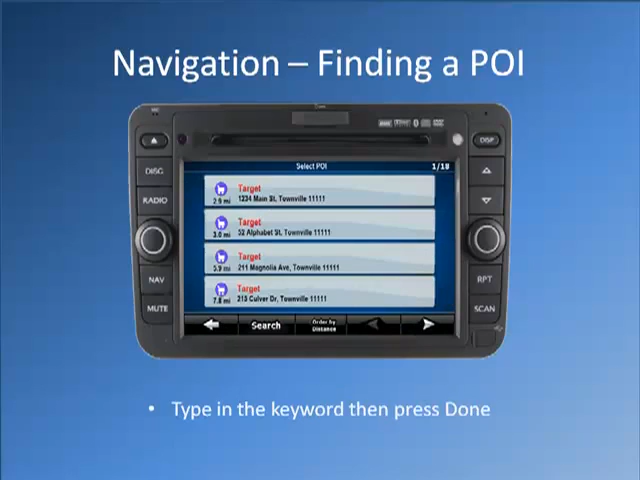 Navigation – Finding a POI
DISP
DISC
RADIO
NAV
MUTE
RPT
SCAN
Select POI 1/18
Target
2.9 mi 1234 Main St, Townville 11111
Target
3.0 mi 32 Alphabet St, Townville 11111
Target
3.9 mi 211 Magnolia Ave, Townville 11111
Target
7.8 mi 213 Culver Dr, Townville 11111
Search
Order by
Distance
• Type in the keyword then press Done